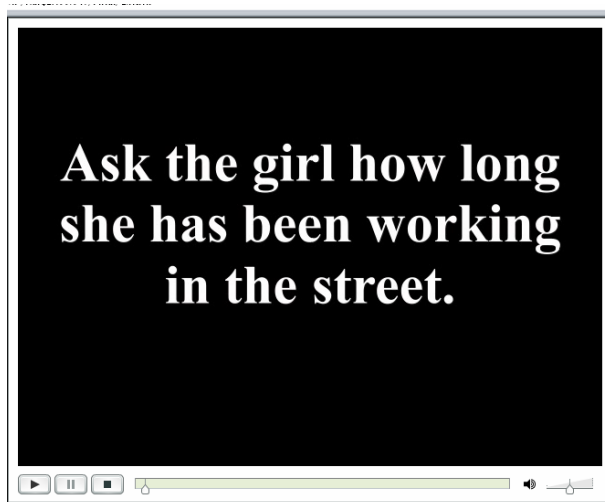 Ask the girl how long
she has been working
in the street.